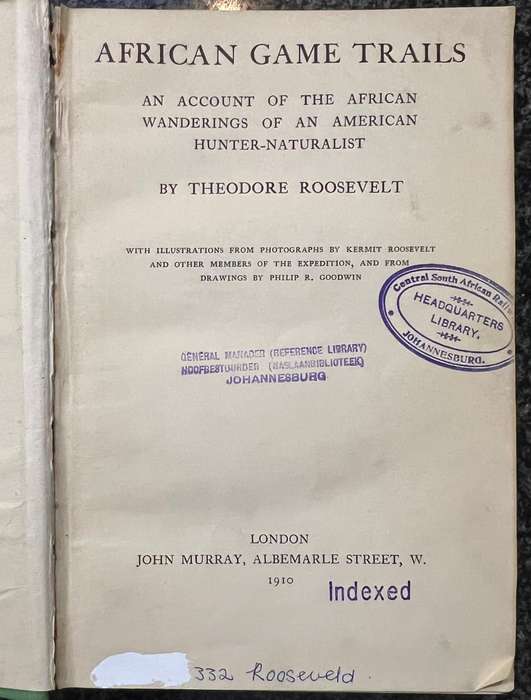 AFRICAN GAME TRAILS
AN ACCOUNT OF THE AFRICAN
WANDERINGS OF AN AMERICAN
HUNTER-NATURALIST
BY THEODORE ROOSEVELT
WITH ILLUSTRATIONS FROM PHOTOGRAPHS BY KERMIT ROOSEVELT
AND OTHER MEMBERS OF THE EXPEDITION, AND FROM
DRAWINGS BY PHILIP R. GOODWIN
Central South African
HEADQUARTERS
LIBRARY.
JOHANNESBURG.
GENERAL MANAGER (REFERENCE LIBRARY)
HOOFBESTUURDER (NASLAANBIBLIOTEEK)
JOHANNESBURG
LONDON
JOHN MURRAY, ALBEMARLE STREET, W.
1910
Indexed
332 Rooseveld.